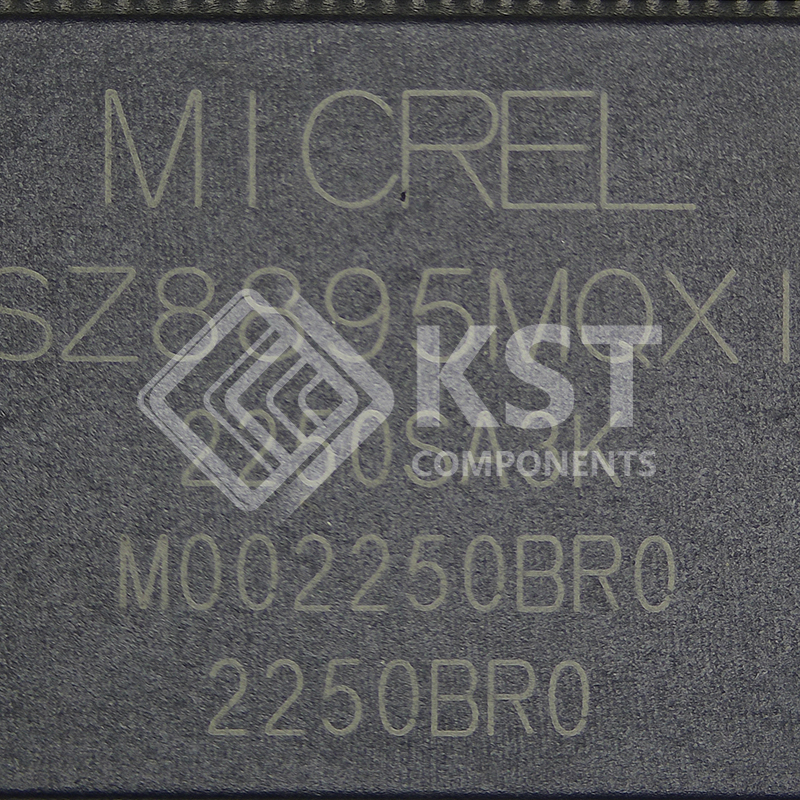 MICREL
SZ8895MQXI
2250SA3K
M002250BR0
2250BR0
KST
COMPONENTS